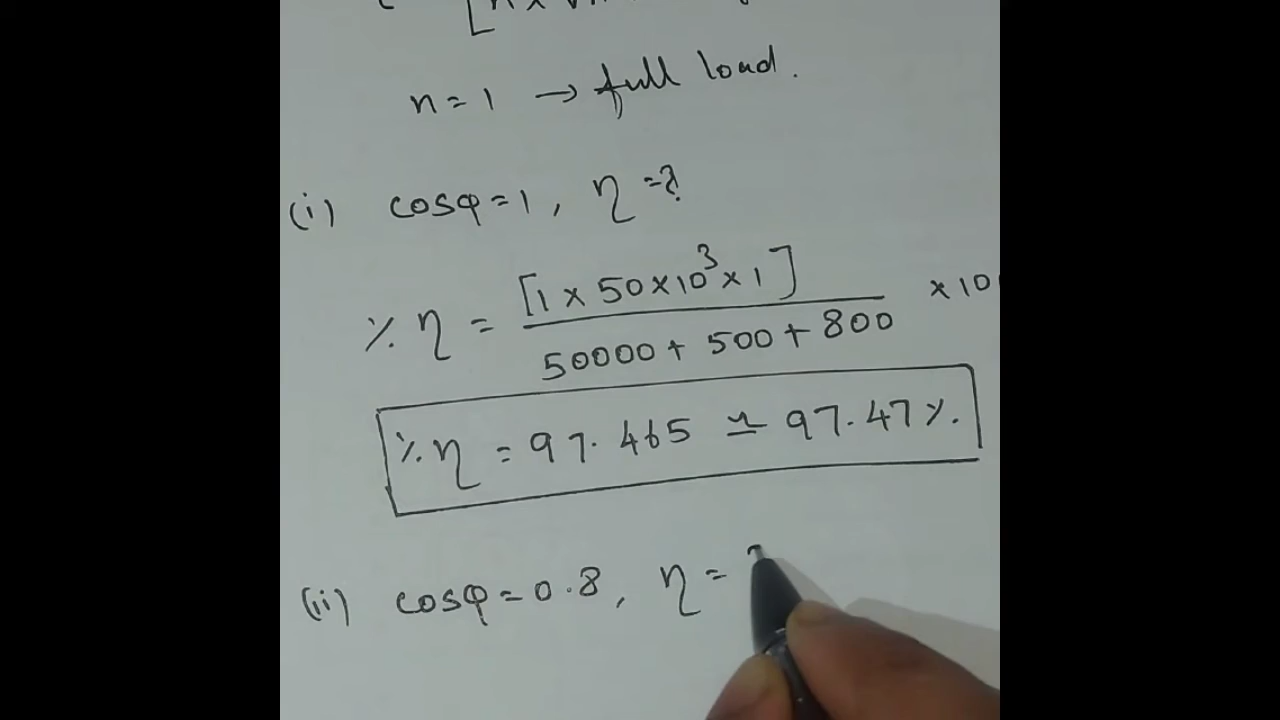 n = 1 → full load.
(i) cosφ = 1, η = ?
% η = [1 × 50 × 10³ × 1] / 50000 + 500 + 800 × 10
% η = 97.465 ≃ 97.47%.
(ii) cosφ = 0.8, η =